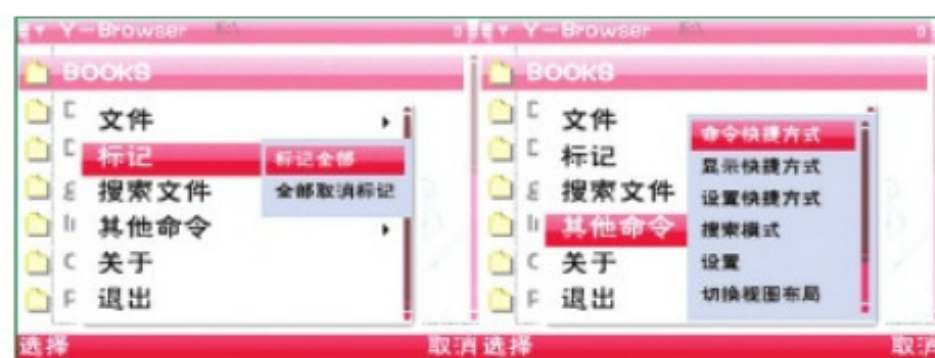 Y-Browser
BOOKS
文件
标记
标记全部
全部取消标记
搜索文件
其他命令
关于
退出
选择
取消
Y-Browser
BOOKS
文件
标记
搜索文件
其他命令
关于
退出
命令快捷方式
显示快捷方式
设置快捷方式
搜索模式
设置
切换视图布局
选择
取消